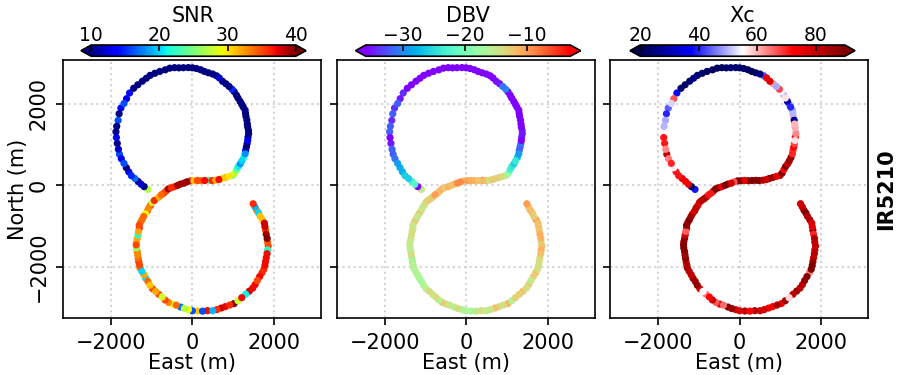 SNR DBV Xc
10 20 30 40 −30 −20 −10 20 40 60 80
2000
0
−2000
North (m)
IR5210
−2000 0 2000 −2000 0 2000 −2000 0 2000
East (m) East (m) East (m)